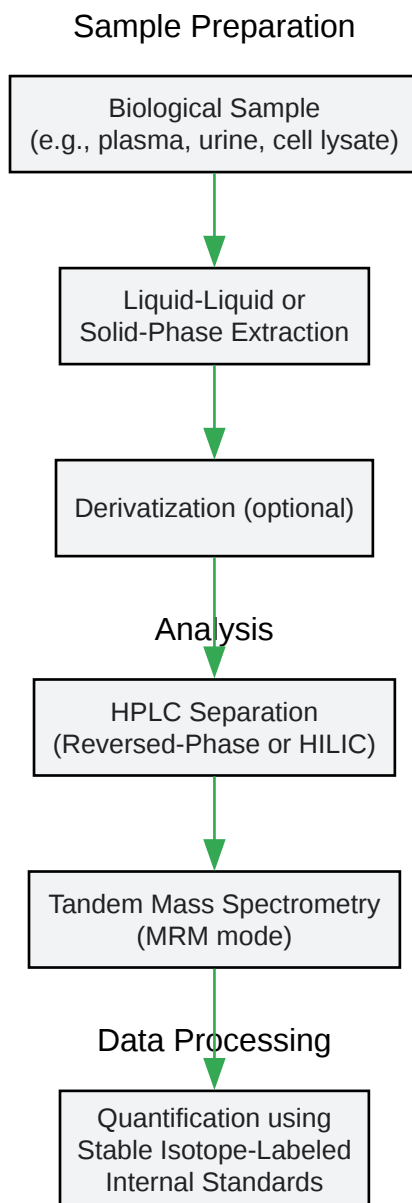 Sample Preparation
Biological Sample
(e.g., plasma, urine, cell lysate)
Liquid-Liquid or
Solid-Phase Extraction
Derivatization (optional)
Analysis
HPLC Separation
(Reversed-Phase or HILIC)
Tandem Mass Spectrometry
(MRM mode)
Data Processing
Quantification using
Stable Isotope-Labeled
Internal Standards